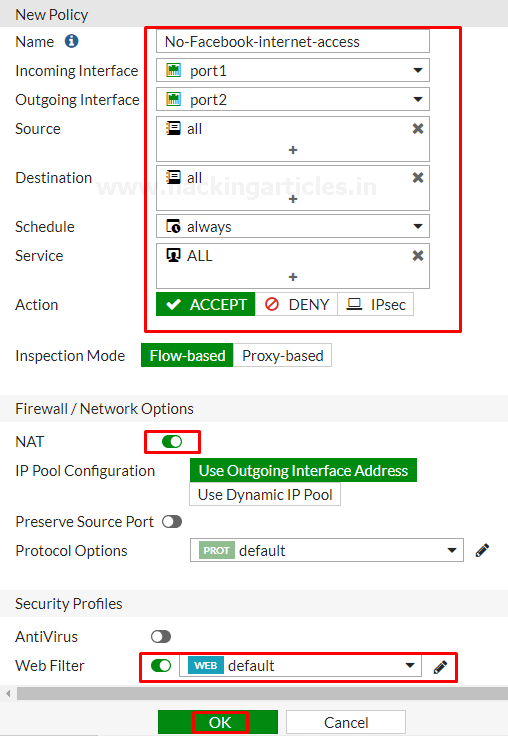 New Policy
Name No-Facebook-internet-access
Incoming Interface port1
Outgoing Interface port2
Source all
+
Destination all
www.hackingarticles.in
+
Schedule always
Service ALL
+
Action ACCEPT DENY IPsec
Inspection Mode Flow-based Proxy-based
Firewall / Network Options
NAT
IP Pool Configuration Use Outgoing Interface Address
Use Dynamic IP Pool
Preserve Source Port
Protocol Options PROT default
Security Profiles
AntiVirus
Web Filter WEB default
OK Cancel